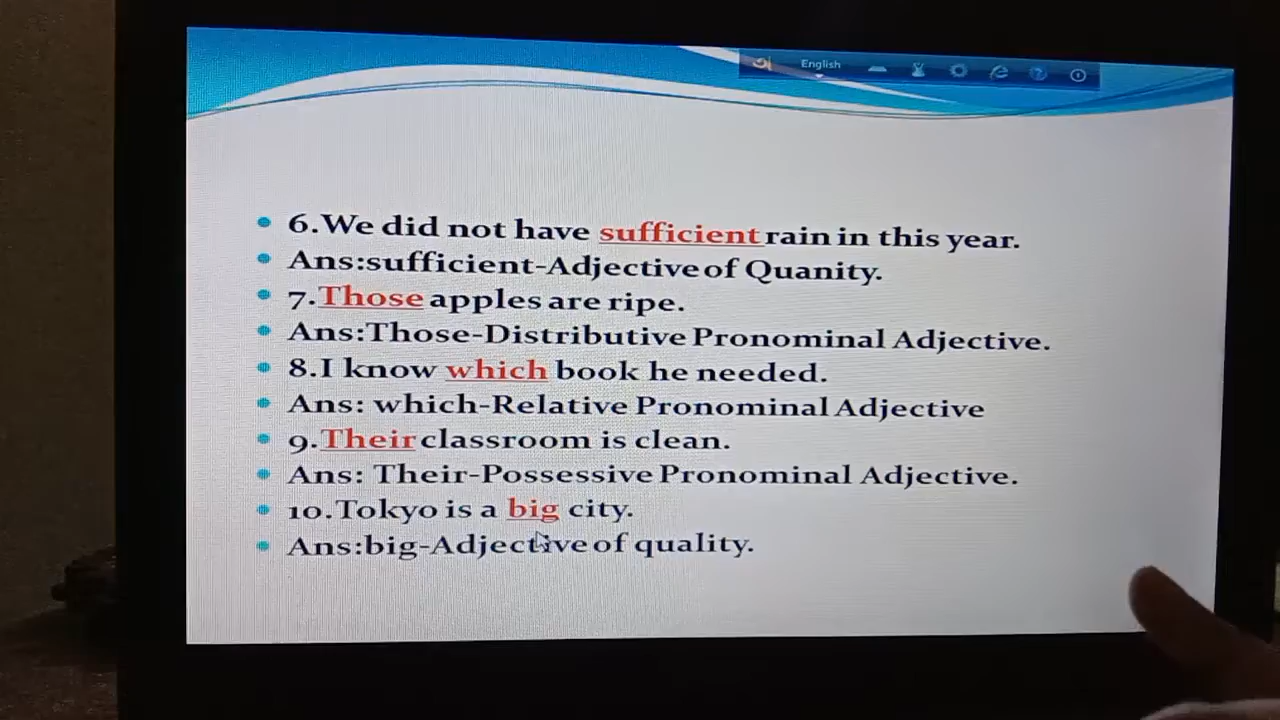 English
6.We did not have sufficient rain in this year.
Ans:sufficient-Adjective of Quanity.
7.Those apples are ripe.
Ans:Those-Distributive Pronominal Adjective.
8.I know which book he needed.
Ans: which-Relative Pronominal Adjective
9.Their classroom is clean.
Ans: Their-Possessive Pronominal Adjective.
10.Tokyo is a big city.
Ans:big-Adjective of quality.